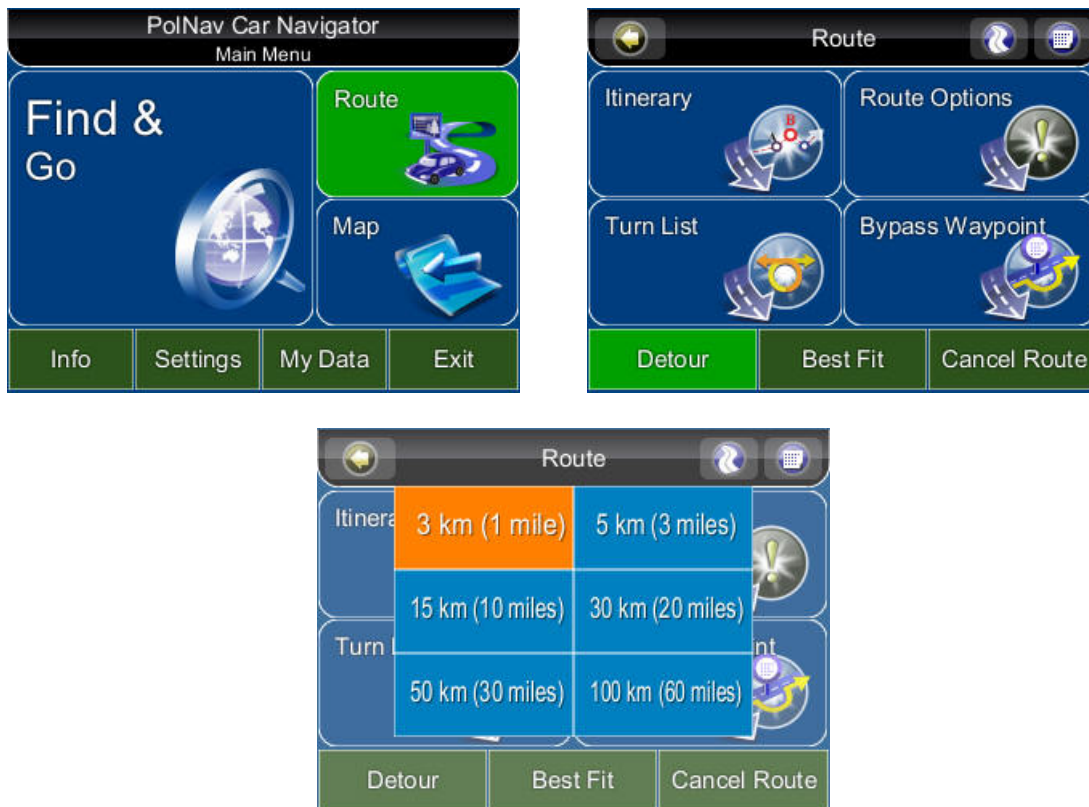 PolNav Car Navigator
Main Menu
Find &
Go
Route
Map
Info
Settings
My Data
Exit
Route
Itinerary
B
Route Options
Turn List
Bypass Waypoint
Detour
Best Fit
Cancel Route
Route
Itinera
3 km (1 mile)
5 km (3 miles)
15 km (10 miles)
30 km (20 miles)
Turn L
nt
50 km (30 miles)
100 km (60 miles)
Detour
Best Fit
Cancel Route